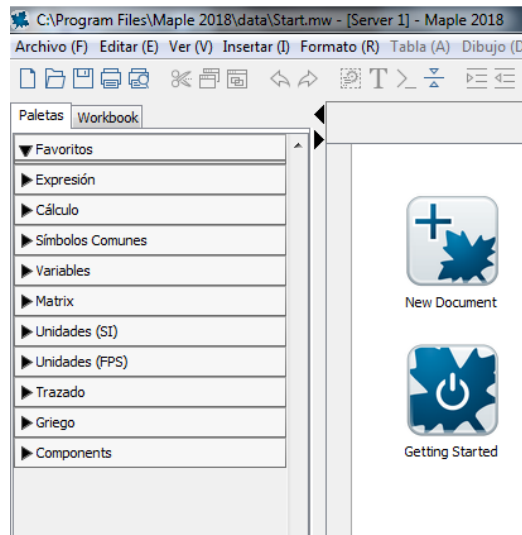 C:\Program Files\Maple 2018\data\Start.mw - [Server 1] - Maple 2018
Archivo (F) Editar (E) Ver (V) Insertar (I) Formato (R) Tabla (A) Dibujo (D
Paletas Workbook
Favoritos
Expresión
Cálculo
Símbolos Comunes
Variables
Matrix
Unidades (SI)
Unidades (FPS)
Trazado
Griego
Components
New Document
Getting Started